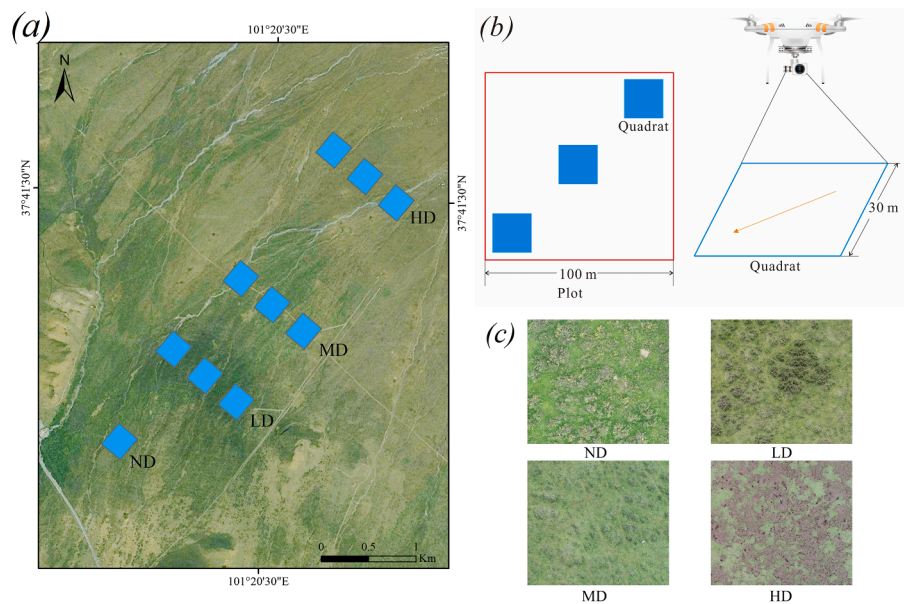 (a)
101°20'30"E
N
37°41'30"N
37°41'30"N
HD
MD
LD
ND
0 0.5 1
Km
101°20'30"E
(b)
Quadrat
100 m
Plot
30 m
Quadrat
(c)
ND
LD
MD
HD